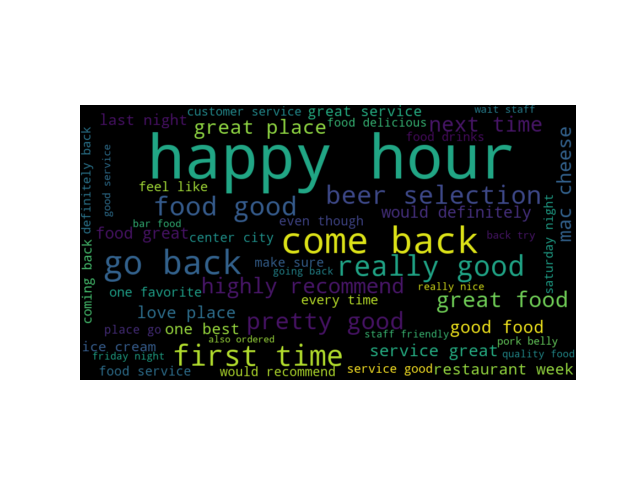 customer service
great service
wait staff
last night
great place
food delicious
next time
food drinks
happy hour
mac cheese
definitely back
good service
feel like
beer selection
food good
would definitely
even though
bar food
food great
center city
come back
back try
saturday night
coming back
go back
make sure
going back
really good
one favorite
highly recommend
really nice
every time
great food
love place
pretty good
place go
one best
staff friendly
good food
also ordered
pork belly
ice cream
friday night
first time
service great
quality food
food service
would recommend
service good
restaurant week